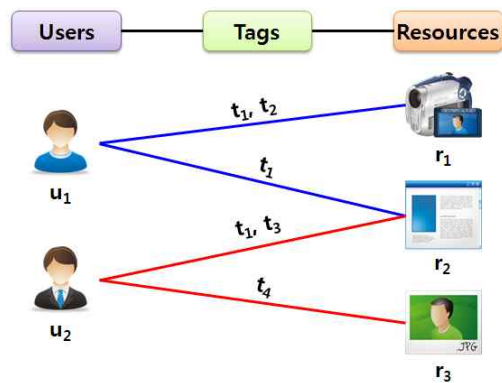 Users
Tags
Resources
t1, t2
r1
t1
u1
t1, t3
r2
t4
u2
.JPG
r3